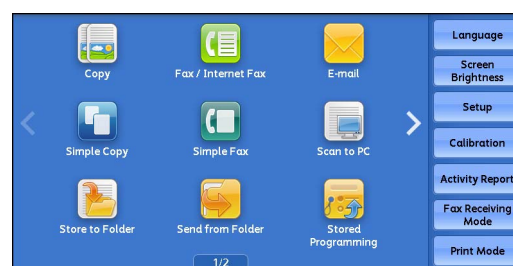 Copy
Fax / Internet Fax
E-mail
Simple Copy
Simple Fax
Scan to PC
Store to Folder
Send from Folder
Stored
Programming
1/2
Language
Screen
Brightness
Setup
Calibration
Activity Report
Fax Receiving
Mode
Print Mode